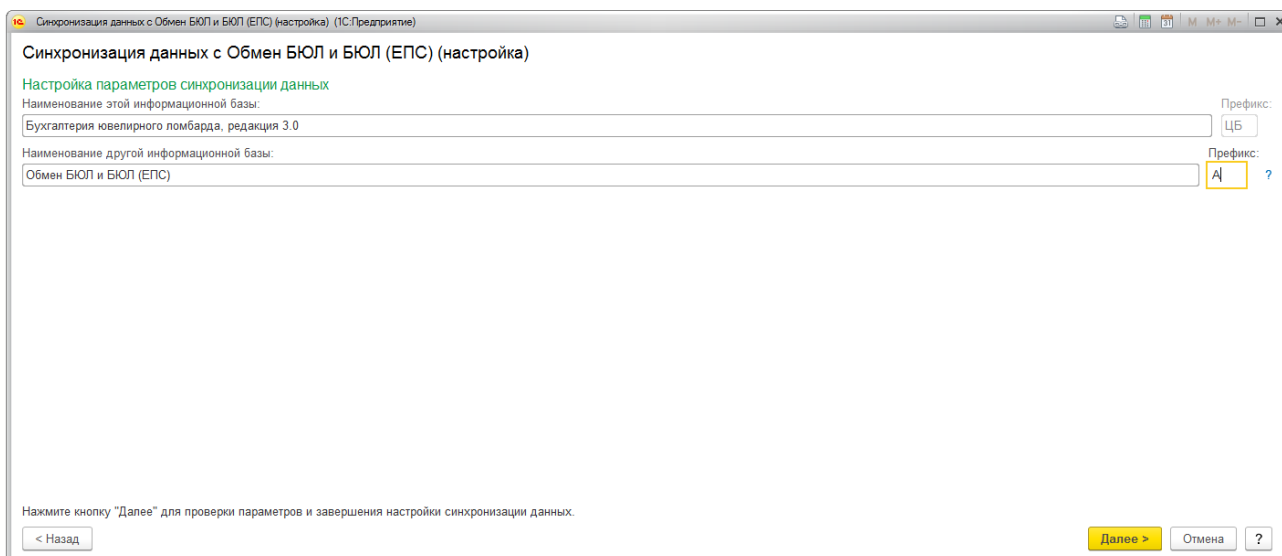 Синхронизация данных с Обмен БЮЛ и БЮЛ (ЕПС) (настройка) (1С:Предприятие)
31 M M+ M-
Синхронизация данных с Обмен БЮЛ и БЮЛ (ЕПС) (настройка)
Настройка параметров синхронизации данных
Наименование этой информационной базы: Префикс:
Бухгалтерия ювелирного ломбарда, редакция 3.0 ЦБ
Наименование другой информационной базы: Префикс:
Обмен БЮЛ и БЮЛ (ЕПС) А ?
Нажмите кнопку "Далее" для проверки параметров и завершения настройки синхронизации данных.
< Назад Далее > Отмена ?